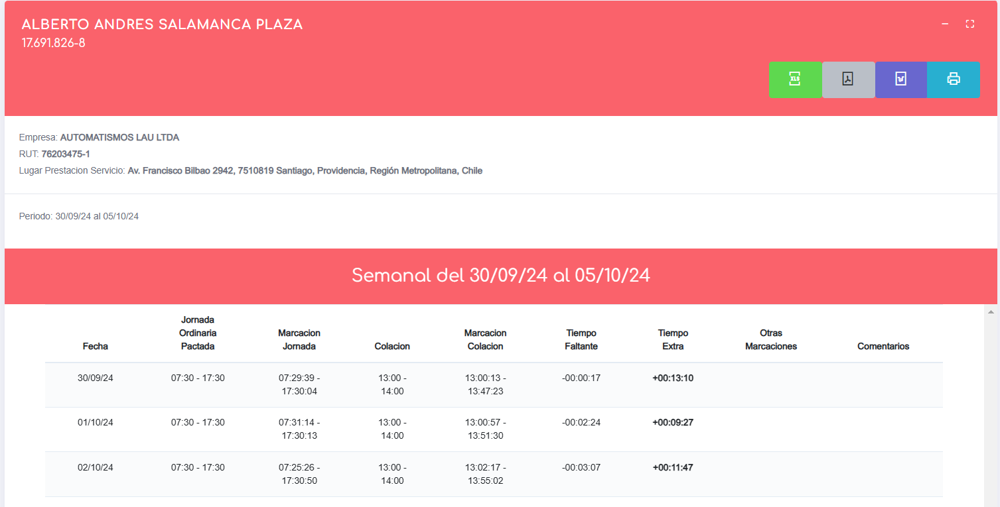 ALBERTO ANDRES SALAMANCA PLAZA
17.691.826-8
XLS
Empresa: AUTOMATISMOS LAU LTDA
RUT: 76203475-1
Lugar Prestacion Servicio: Av. Francisco Bilbao 2942, 7510819 Santiago, Providencia, Región Metropolitana, Chile
Periodo: 30/09/24 al 05/10/24
Semanal del 30/09/24 al 05/10/24
Fecha Jornada Ordinaria Pactada Marcacion Jornada Colacion Marcacion Colacion Tiempo Faltante Tiempo Extra Otras Marcaciones Comentarios
30/09/24 07:30 - 17:30 07:29:39 - 17:30:04 13:00 - 14:00 13:00:13 - 13:47:23 -00:00:17 +00:13:10
01/10/24 07:30 - 17:30 07:31:14 - 17:30:13 13:00 - 14:00 13:00:57 - 13:51:30 -00:02:24 +00:09:27
02/10/24 07:30 - 17:30 07:25:26 - 17:30:50 13:00 - 14:00 13:02:17 - 13:55:02 -00:03:07 +00:11:47